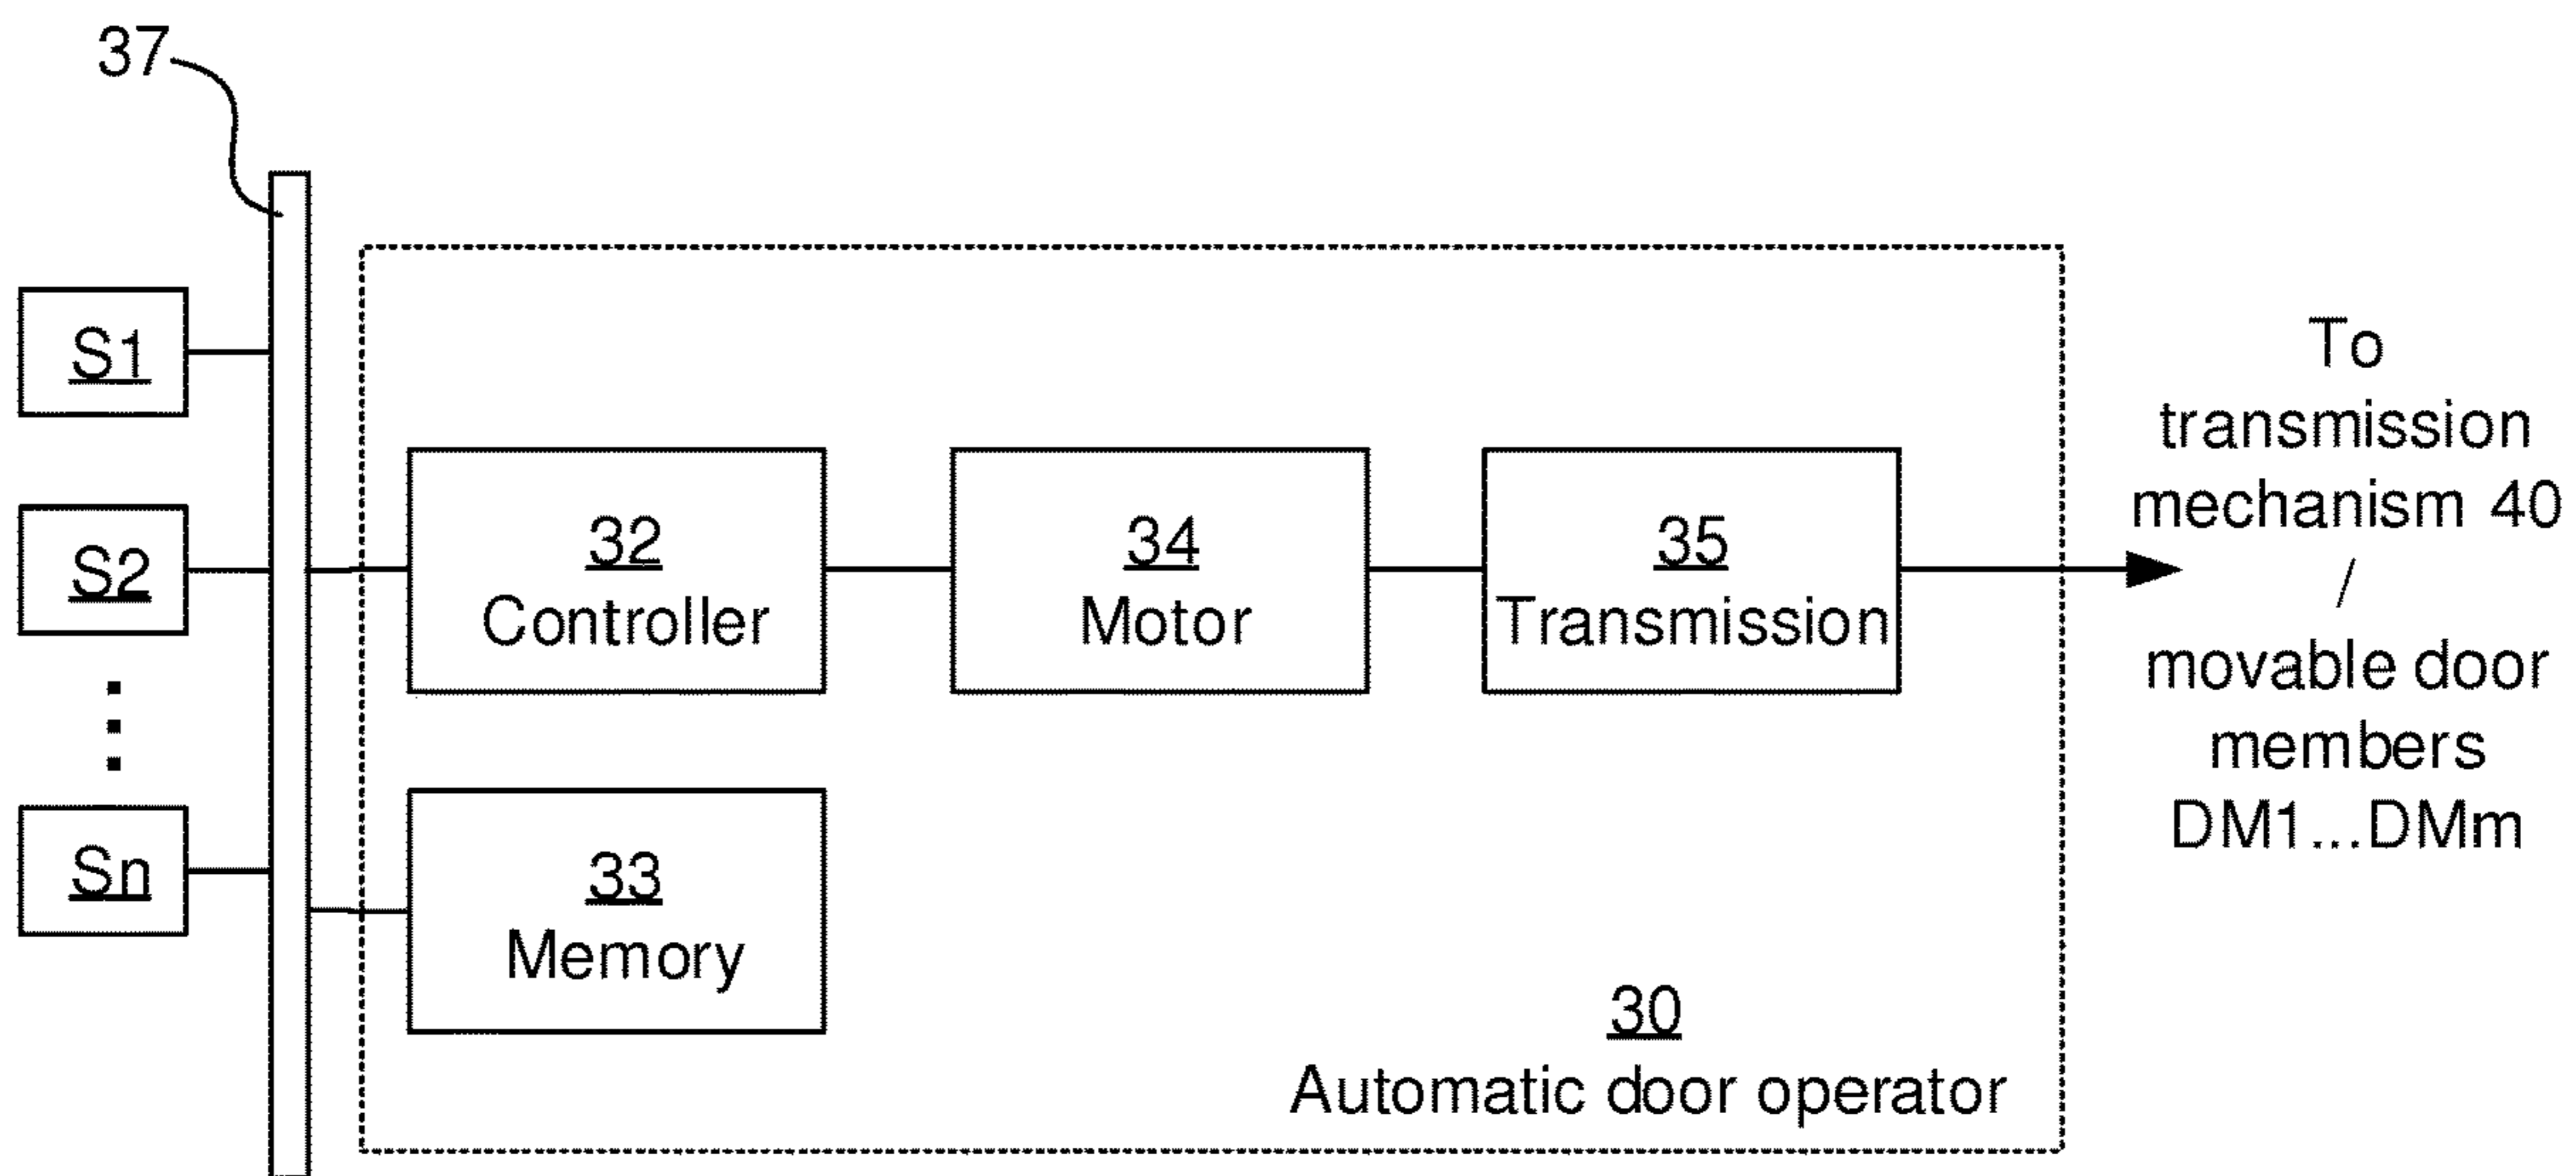 37
S1
S2
Sn
32
Controller
34
Motor
35
Transmission
33
Memory
30
Automatic door operator
To
transmission
mechanism 40
/
movable door
members
DM1...DMm